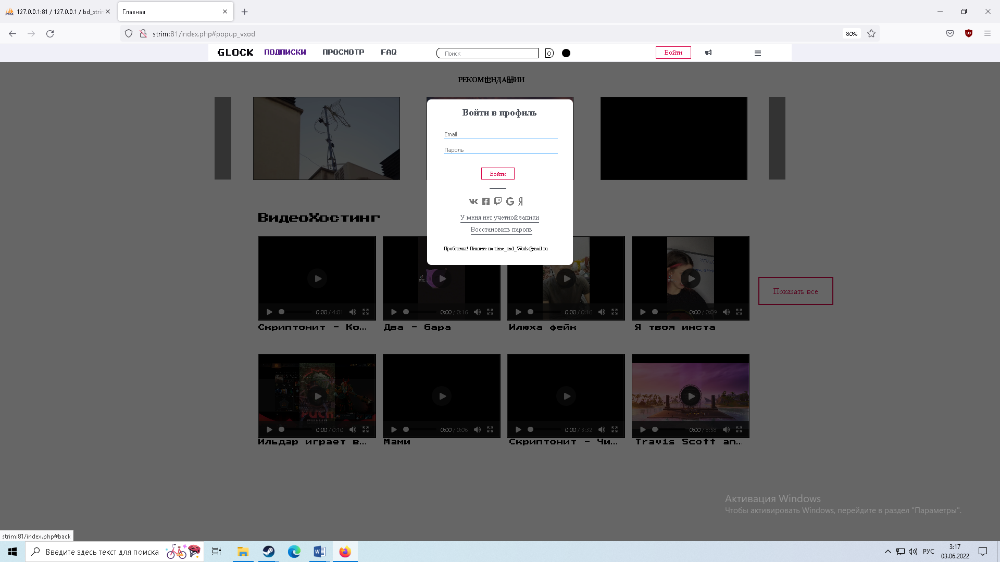 127.0.0.1:81 / 127.0.0.1 / bd_strim
Главная
strim:81/index.php#popup_vxod
80%
GLOCK
ПОДПИСКИ
ПРОСМОТР
FAQ
Поиск
Войти
Войти в профиль
Email
Пароль
Войти
У меня нет учетной записи
Восстановить пароль
Проблемы! Пишите на time_and_Work@mail.ru
ВидеоХостинг
0:00 / 4:01
0:00 / 0:16
0:00 / 0:16
0:00 / 0:09
Показать все
Скриптонит - Ко...
Два - бара
Илюха фейк
Я твоя инста
0:00 / 0:10
0:00 / 0:06
0:00 / 3:32
0:00 / 8:58
Ильдар играет в...
Мами
Скриптонит - Чи...
Travis Scott an...
Активация Windows
Чтобы активировать Windows, перейдите в раздел "Параметры".
strim:81/index.php#back
Введите здесь текст для поиска
РУС
3:17
03.06.2022